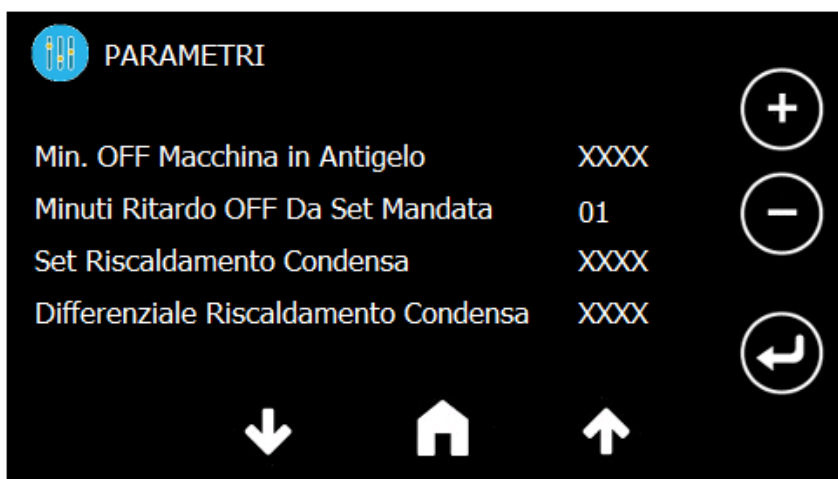 PARAMETRI
Min. OFF Macchina in Antigelo XXXX
Minuti Ritardo OFF Da Set Mandata 01
Set Riscaldamento Condensa XXXX
Differenziale Riscaldamento Condensa XXXX